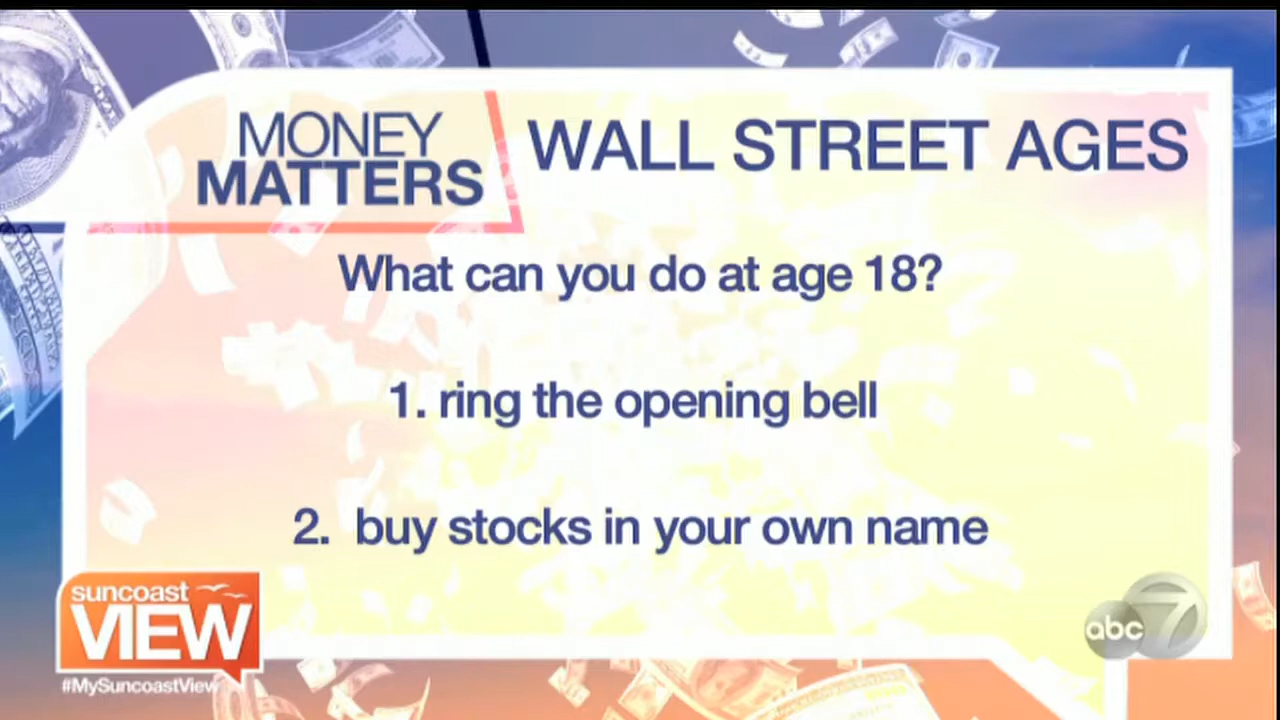 MONEY
MATTERS
WALL STREET AGES
What can you do at age 18?
1. ring the opening bell
2. buy stocks in your own name
suncoast
VIEW
#MySuncoastView
abc 7